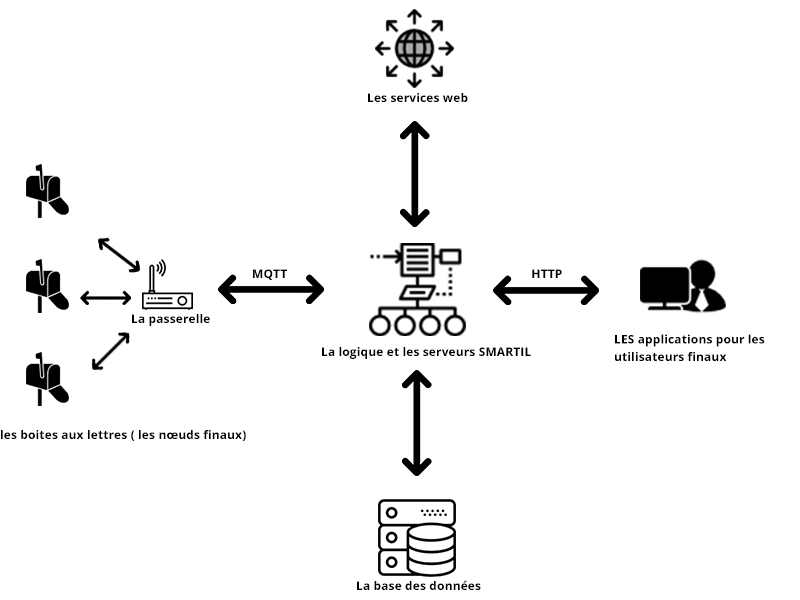 Les services web
MQTT
HTTP
La passerelle
La logique et les serveurs SMARTIL
LES applications pour les
utilisateurs finaux
les boites aux lettres ( les nœuds finaux)
La base des données